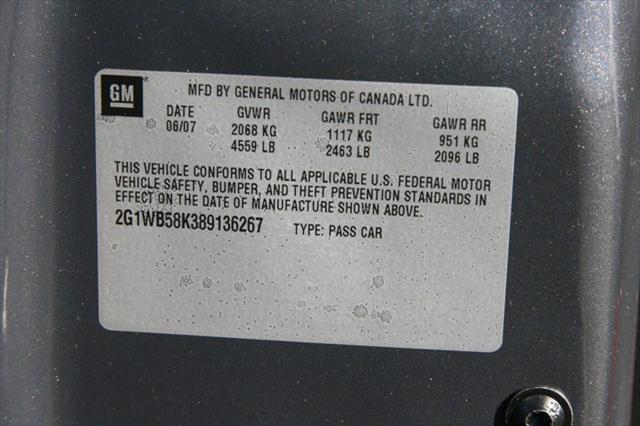 GM
MFD BY GENERAL MOTORS OF CANADA LTD.
DATE GVWR GAWR FRT GAWR RR
06/07 2068 KG 1117 KG 951 KG
4559 LB 2463 LB 2096 LB
THIS VEHICLE CONFORMS TO ALL APPLICABLE U.S. FEDERAL MOTOR
VEHICLE SAFETY, BUMPER, AND THEFT PREVENTION STANDARDS IN
EFFECT ON THE DATE OF MANUFACTURE SHOWN ABOVE.
2G1WB58K389136267 TYPE: PASS CAR